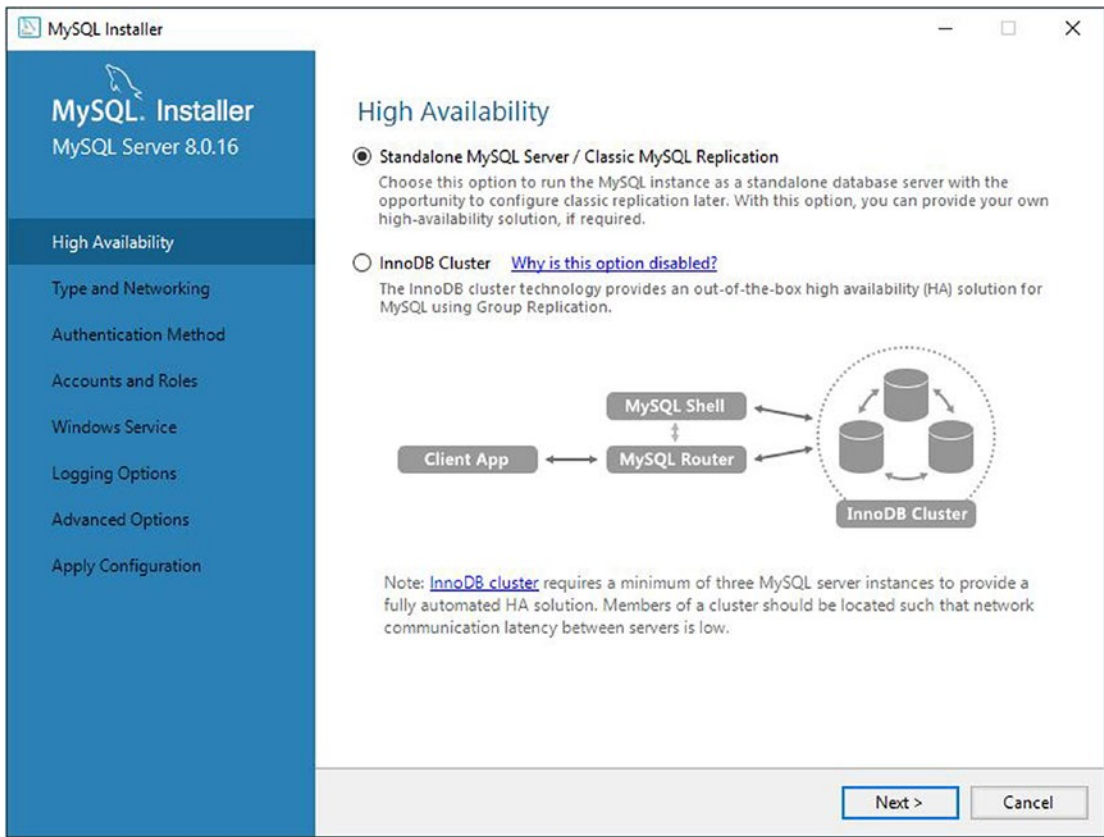 MySQL Installer
MySQL. Installer
MySQL Server 8.0.16
High Availability
Type and Networking
Authentication Method
Accounts and Roles
Windows Service
Logging Options
Advanced Options
Apply Configuration
High Availability
Standalone MySQL Server / Classic MySQL Replication
Choose this option to run the MySQL instance as a standalone database server with the
opportunity to configure classic replication later. With this option, you can provide your own
high-availability solution, if required.
InnoDB Cluster Why is this option disabled?
The InnoDB cluster technology provides an out-of-the-box high availability (HA) solution for
MySQL using Group Replication.
MySQL Shell
Client App
MySQL Router
InnoDB Cluster
Note: InnoDB cluster requires a minimum of three MySQL server instances to provide a
fully automated HA solution. Members of a cluster should be located such that network
communication latency between servers is low.
Next >
Cancel